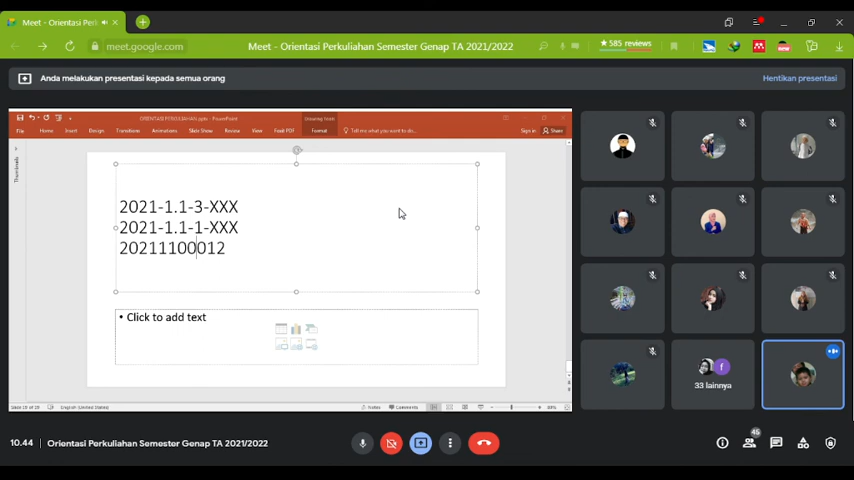 Meet - Orientasi Perk
meet.google.com
Meet - Orientasi Perkuliahan Semester Genap TA 2021/2022
585 reviews
Anda melakukan presentasi kepada semua orang
Hentikan presentasi
ORIENTASI PERKULIAHAN.pptx - PowerPoint
Drawing Tools
File Home Insert Design Transitions Animations Slide Show Review View Foxit PDF Format Tell me what you want to do...
Sign in Share
Thumbnails
2021-1.1-3-XXX
2021-1.1-1-XXX
20211100012
• Click to add text
English (United States)
Notes Comments
f
33 lainnya
10.44 Orientasi Perkuliahan Semester Genap TA 2021/2022
45